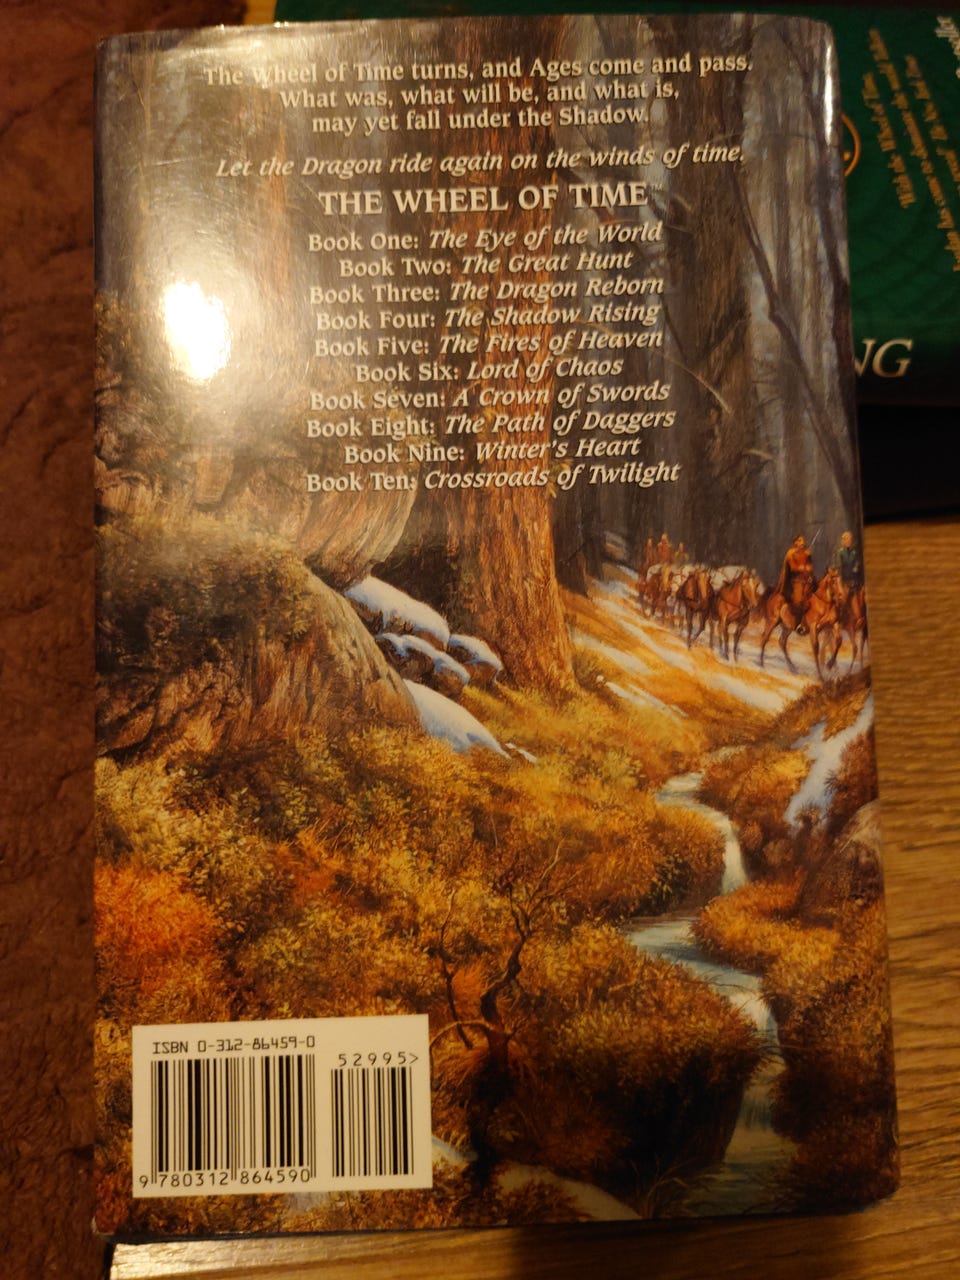 The Wheel of Time turns, and Ages come and pass.
What was, what will be, and what is,
may yet fall under the Shadow.
Let the Dragon ride again on the winds of time.
THE WHEEL OF TIME™
Book One: The Eye of the World
Book Two: The Great Hunt
Book Three: The Dragon Reborn
Book Four: The Shadow Rising
Book Five: The Fires of Heaven
Book Six: Lord of Chaos
Book Seven: A Crown of Swords
Book Eight: The Path of Daggers
Book Nine: Winter's Heart
Book Ten: Crossroads of Twilight
ISBN 0-312-86459-0
52995>
9 780312 864590
With the Wheel of Time,
NG